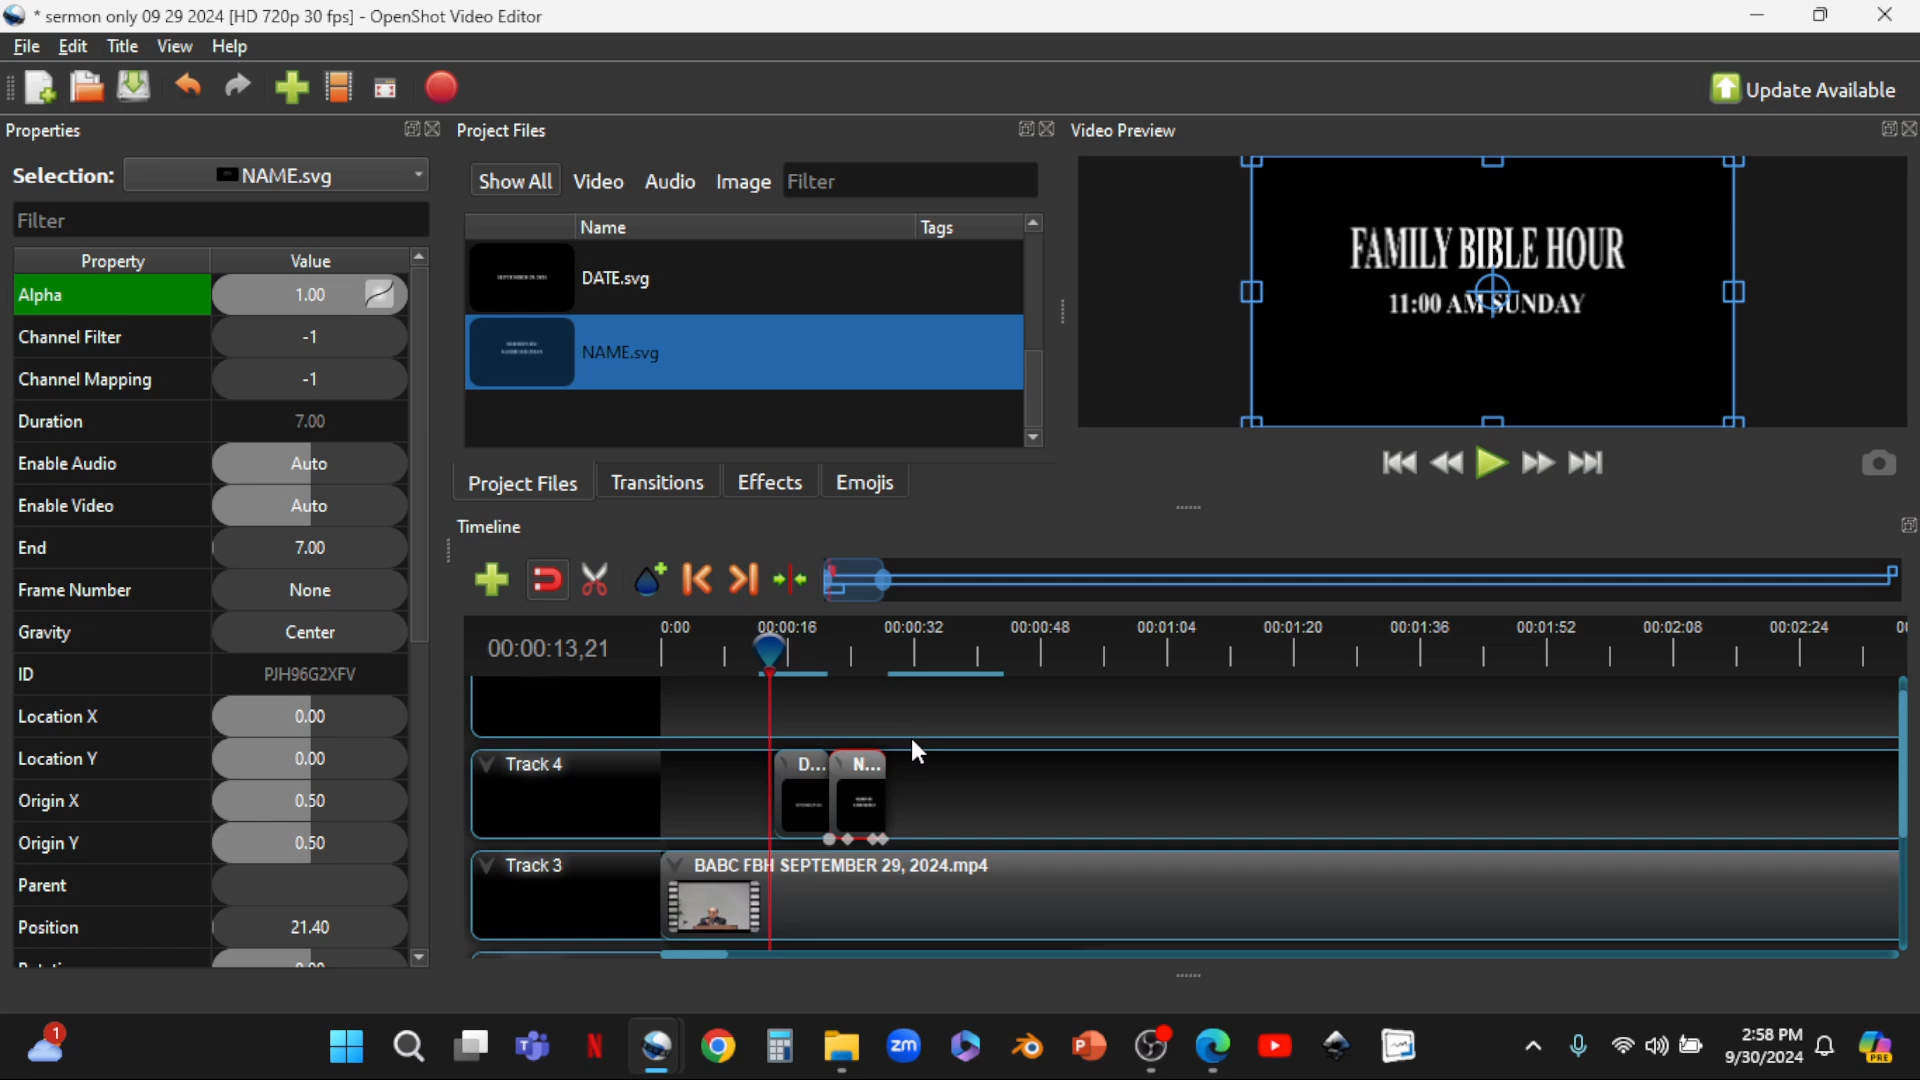 * sermon only 09 29 2024 [HD 720p 30 fps] - OpenShot Video Editor
File Edit Title View Help
Update Available
Properties
Project Files
Video Preview
Selection: NAME.svg
Show All Video Audio Image Filter
Filter
Name Tags
Property Value
DATE.svg
NAME.svg
FAMILY BIBLE HOUR
11:00 AM SUNDAY
Alpha 1.00
Channel Filter -1
Channel Mapping -1
Duration 7.00
Enable Audio Auto
Enable Video Auto
End 7.00
Frame Number None
Gravity Center
ID PJH96G2XFV
Location X 0.00
Location Y 0.00
Origin X 0.50
Origin Y 0.50
Parent
Position 21.40
Project Files Transitions Effects Emojis
Timeline
00:00:13,21
0:00 00:00:16 00:00:32 00:00:48 00:01:04 00:01:20 00:01:36 00:01:52 00:02:08 00:02:24
Track 4
D... N...
Track 3
BABC FBH SEPTEMBER 29, 2024.mp4
1
zm
2:58 PM
9/30/2024
PRE